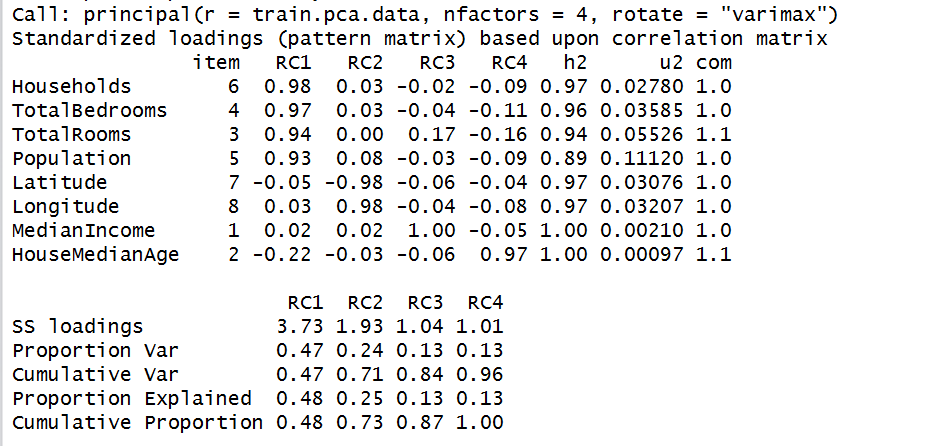 Call: principal(r = train.pca.data, nfactors = 4, rotate = "varimax")
Standardized loadings (pattern matrix) based upon correlation matrix
               item   RC1   RC2   RC3   RC4   h2      u2 com
Households        6  0.98  0.03 -0.02 -0.09 0.97 0.02780 1.0
TotalBedrooms     4  0.97  0.03 -0.04 -0.11 0.96 0.03585 1.0
TotalRooms        3  0.94  0.00  0.17 -0.16 0.94 0.05526 1.1
Population        5  0.93  0.08 -0.03 -0.09 0.89 0.11120 1.0
Latitude          7 -0.05 -0.98 -0.06 -0.04 0.97 0.03076 1.0
Longitude         8  0.03  0.98 -0.04 -0.08 0.97 0.03207 1.0
MedianIncome      1  0.02  0.02  1.00 -0.05 1.00 0.00210 1.0
HouseMedianAge    2 -0.22 -0.03 -0.06  0.97 1.00 0.00097 1.1
                       RC1  RC2  RC3  RC4
SS loadings           3.73 1.93 1.04 1.01
Proportion Var        0.47 0.24 0.13 0.13
Cumulative Var        0.47 0.71 0.84 0.96
Proportion Explained  0.48 0.25 0.13 0.13
Cumulative Proportion 0.48 0.73 0.87 1.00